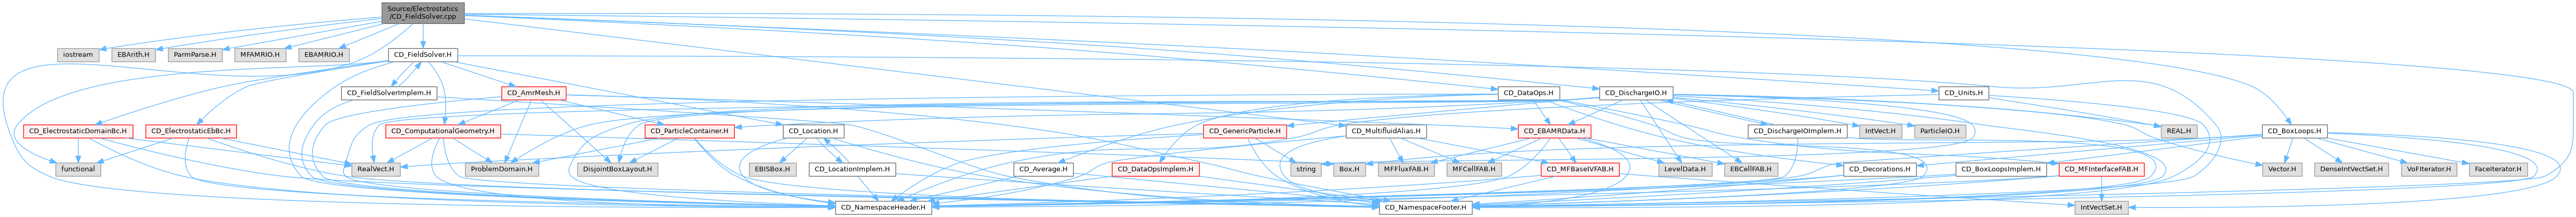 Source/Electrostatics
/CD_FieldSolver.cpp
iostream
EBArith.H
ParmParse.H
MFAMRIO.H
EBAMRIO.H
CD_FieldSolver.H
CD_FieldSolverImplem.H
CD_AmrMesh.H
CD_DataOps.H
CD_DischargeIO.H
CD_Units.H
CD_ElectrostaticDomainBc.H
CD_ElectrostaticEbBc.H
CD_ComputationalGeometry.H
CD_ParticleContainer.H
CD_Location.H
CD_GenericParticle.H
CD_MultifluidAlias.H
CD_EBAMRData.H
CD_DischargeIOImplem.H
IntVect.H
ParticleIO.H
REAL.H
CD_BoxLoops.H
functional
RealVect.H
ProblemDomain.H
DisjointBoxLayout.H
EBISBox.H
CD_LocationImplem.H
CD_Average.H
CD_DataOpsImplem.H
string
Box.H
MFFluxFAB.H
MFCellFAB.H
CD_MFBaseIVFAB.H
LevelData.H
EBCellFAB.H
CD_Decorations.H
CD_BoxLoopsImplem.H
CD_MFInterfaceFAB.H
Vector.H
DenseIntVectSet.H
VoFIterator.H
FaceIterator.H
CD_NamespaceHeader.H
CD_NamespaceFooter.H
IntVectSet.H